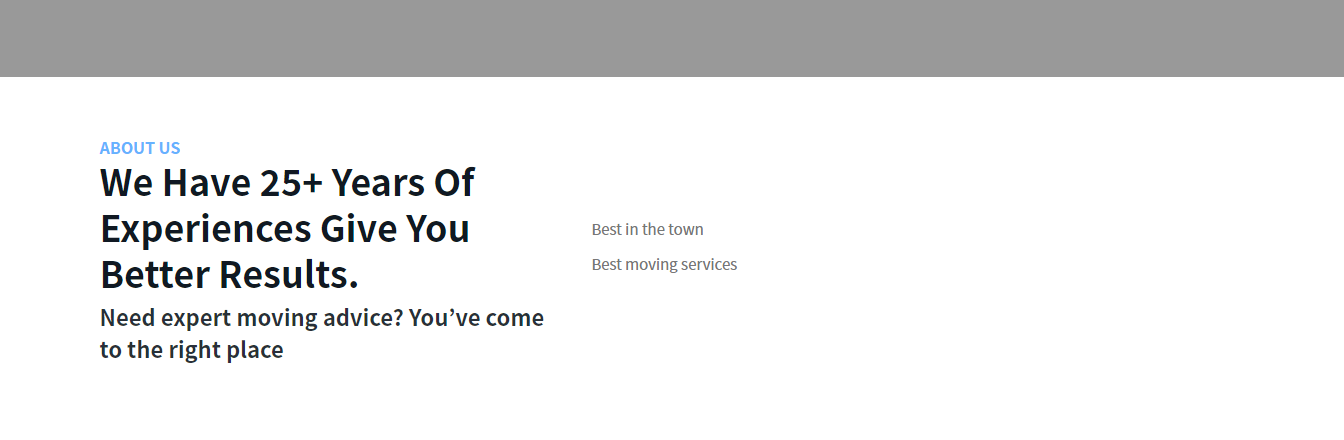 ABOUT US
We Have 25+ Years Of
Experiences Give You
Better Results.
Need expert moving advice? You’ve come
to the right place
Best in the town
Best moving services